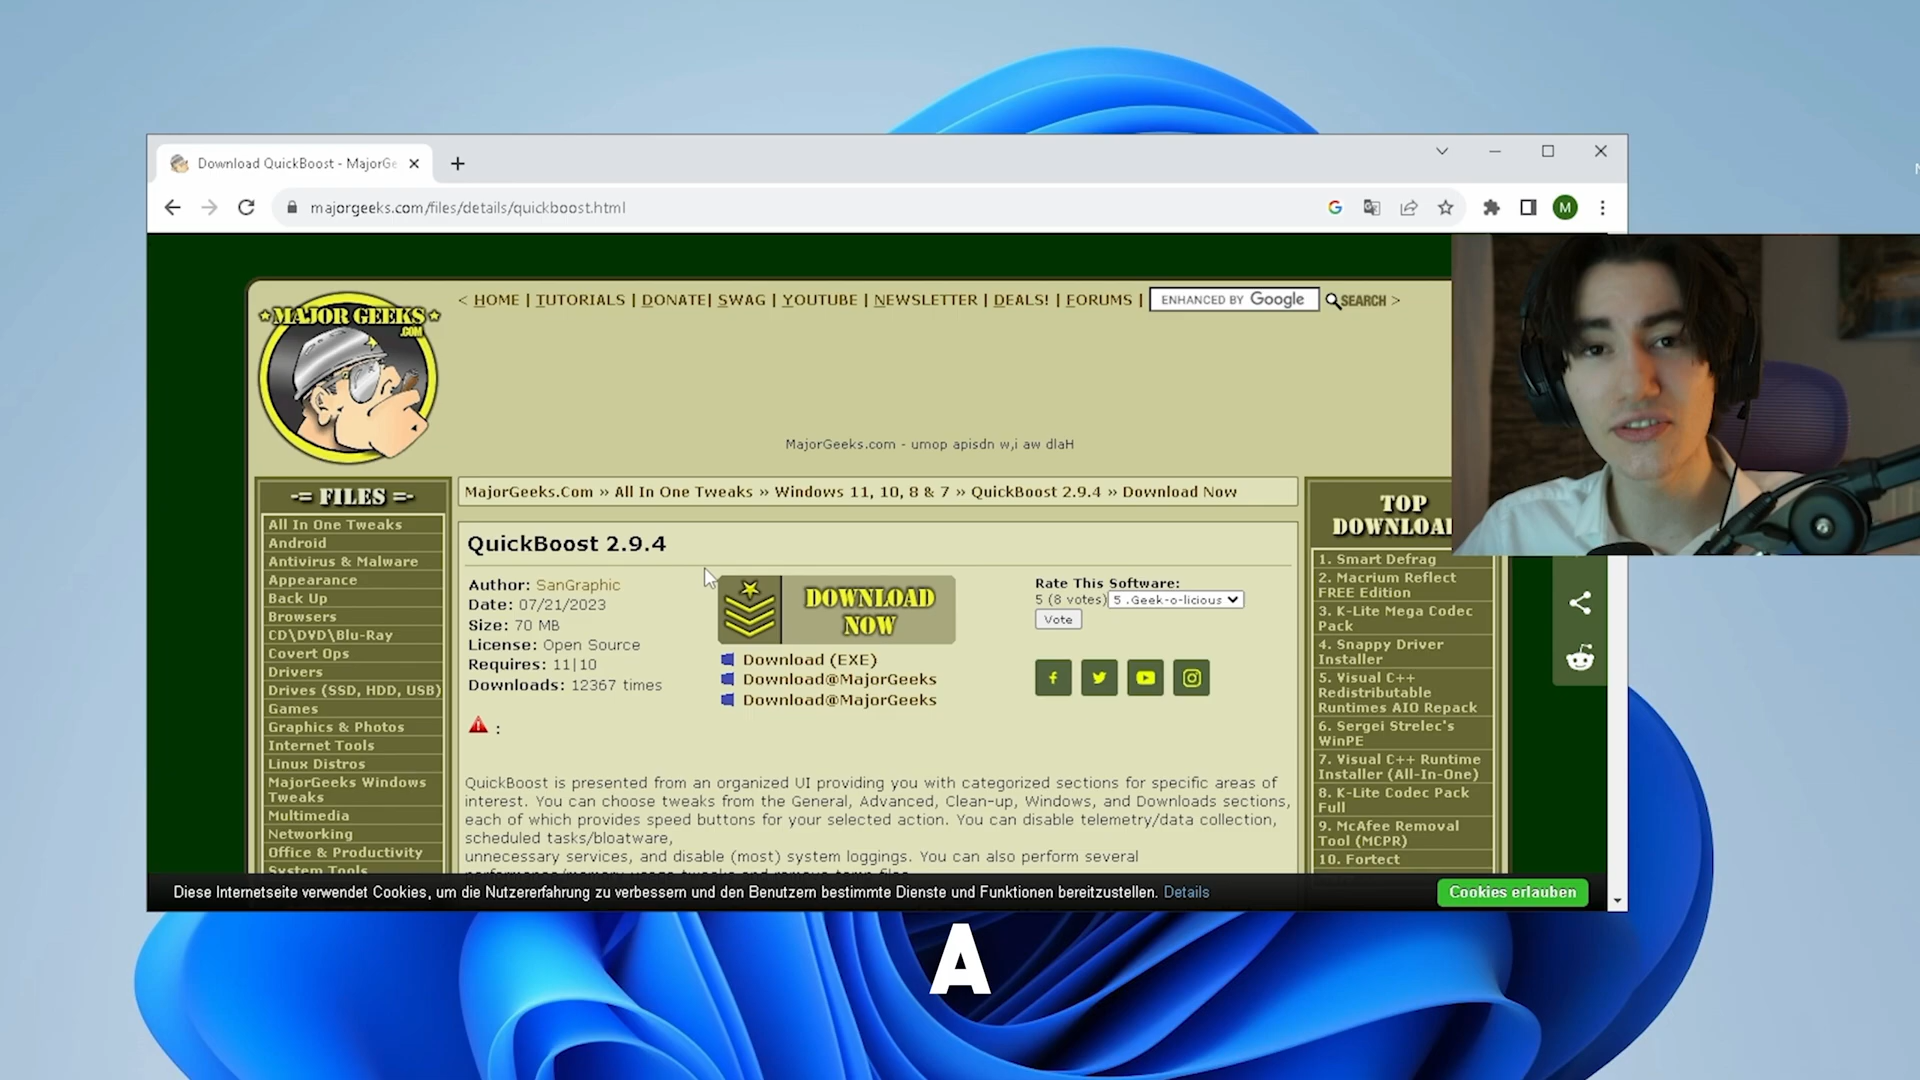 Download QuickBoost - MajorGe
majorgeeks.com/files/details/quickboost.html
M
MAJOR GEEKS
.COM
< HOME | TUTORIALS | DONATE| SWAG | YOUTUBE | NEWSLETTER | DEALS! | FORUMS |
ENHANCED BY Google
SEARCH >
MajorGeeks.com - umop apisdn w,i aw dlaH
-= FILES =-
All In One Tweaks
Android
Antivirus & Malware
Appearance
Back Up
Browsers
CD\DVD\Blu-Ray
Covert Ops
Drivers
Drives (SSD, HDD, USB)
Games
Graphics & Photos
Internet Tools
Linux Distros
MajorGeeks Windows
Tweaks
Multimedia
Networking
Office & Productivity
System Tools
MajorGeeks.Com » All In One Tweaks » Windows 11, 10, 8 & 7 » QuickBoost 2.9.4 » Download Now
QuickBoost 2.9.4
Author: SanGraphic
Date: 07/21/2023
Size: 70 MB
License: Open Source
Requires: 11|10
Downloads: 12367 times
:
DOWNLOAD
NOW
Download (EXE)
Download@MajorGeeks
Download@MajorGeeks
Rate This Software:
5 (8 votes) 5 .Geek-o-licious
Vote
QuickBoost is presented from an organized UI providing you with categorized sections for specific areas of
interest. You can choose tweaks from the General, Advanced, Clean-up, Windows, and Downloads sections,
each of which provides speed buttons for your selected action. You can disable telemetry/data collection,
scheduled tasks/bloatware,
unnecessary services, and disable (most) system loggings. You can also perform several
TOP
DOWNLOA
1. Smart Defrag
2. Macrium Reflect
FREE Edition
3. K-Lite Mega Codec
Pack
4. Snappy Driver
Installer
5. Visual C++
Redistributable
Runtimes AIO Repack
6. Sergei Strelec's
WinPE
7. Visual C++ Runtime
Installer (All-In-One)
8. K-Lite Codec Pack
Full
9. McAfee Removal
Tool (MCPR)
10. Fortect
Diese Internetseite verwendet Cookies, um die Nutzererfahrung zu verbessern und den Benutzern bestimmte Dienste und Funktionen bereitzustellen. Details
Cookies erlauben
A